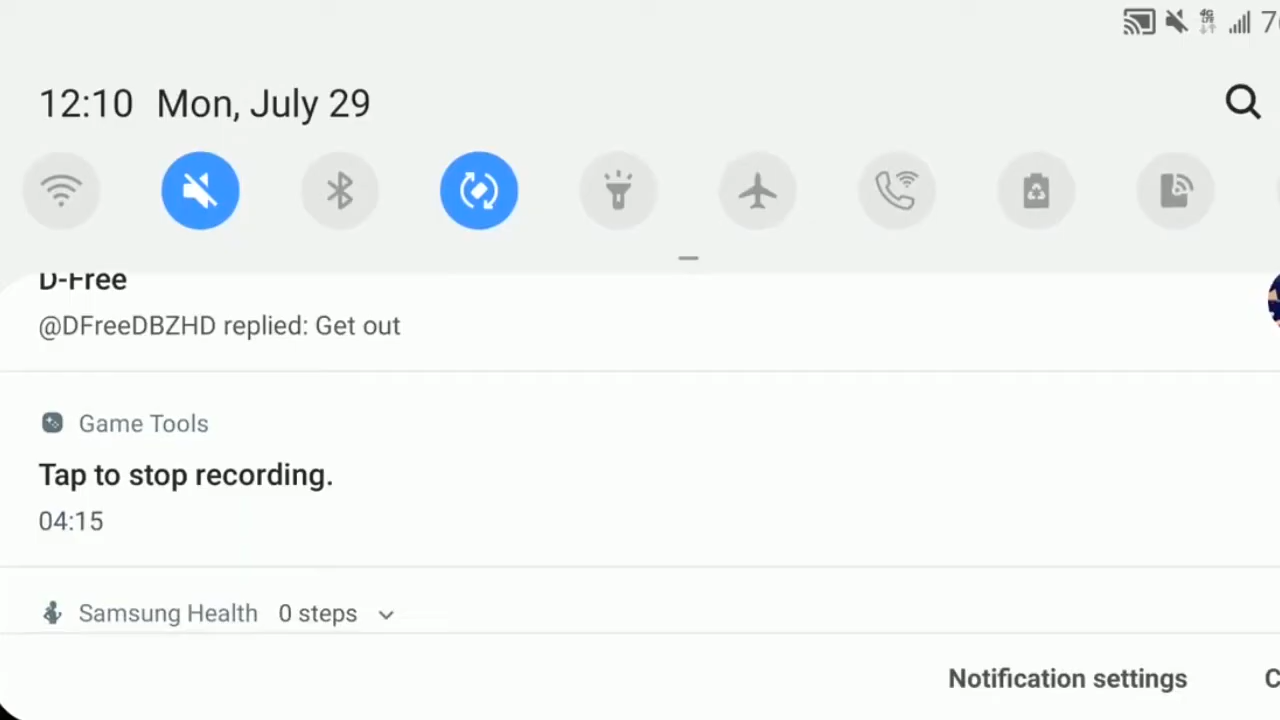 4G
12:10 Mon, July 29
D-Free
@DFreeDBZHD replied: Get out
Game Tools
Tap to stop recording.
04:15
Samsung Health 0 steps
Notification settings